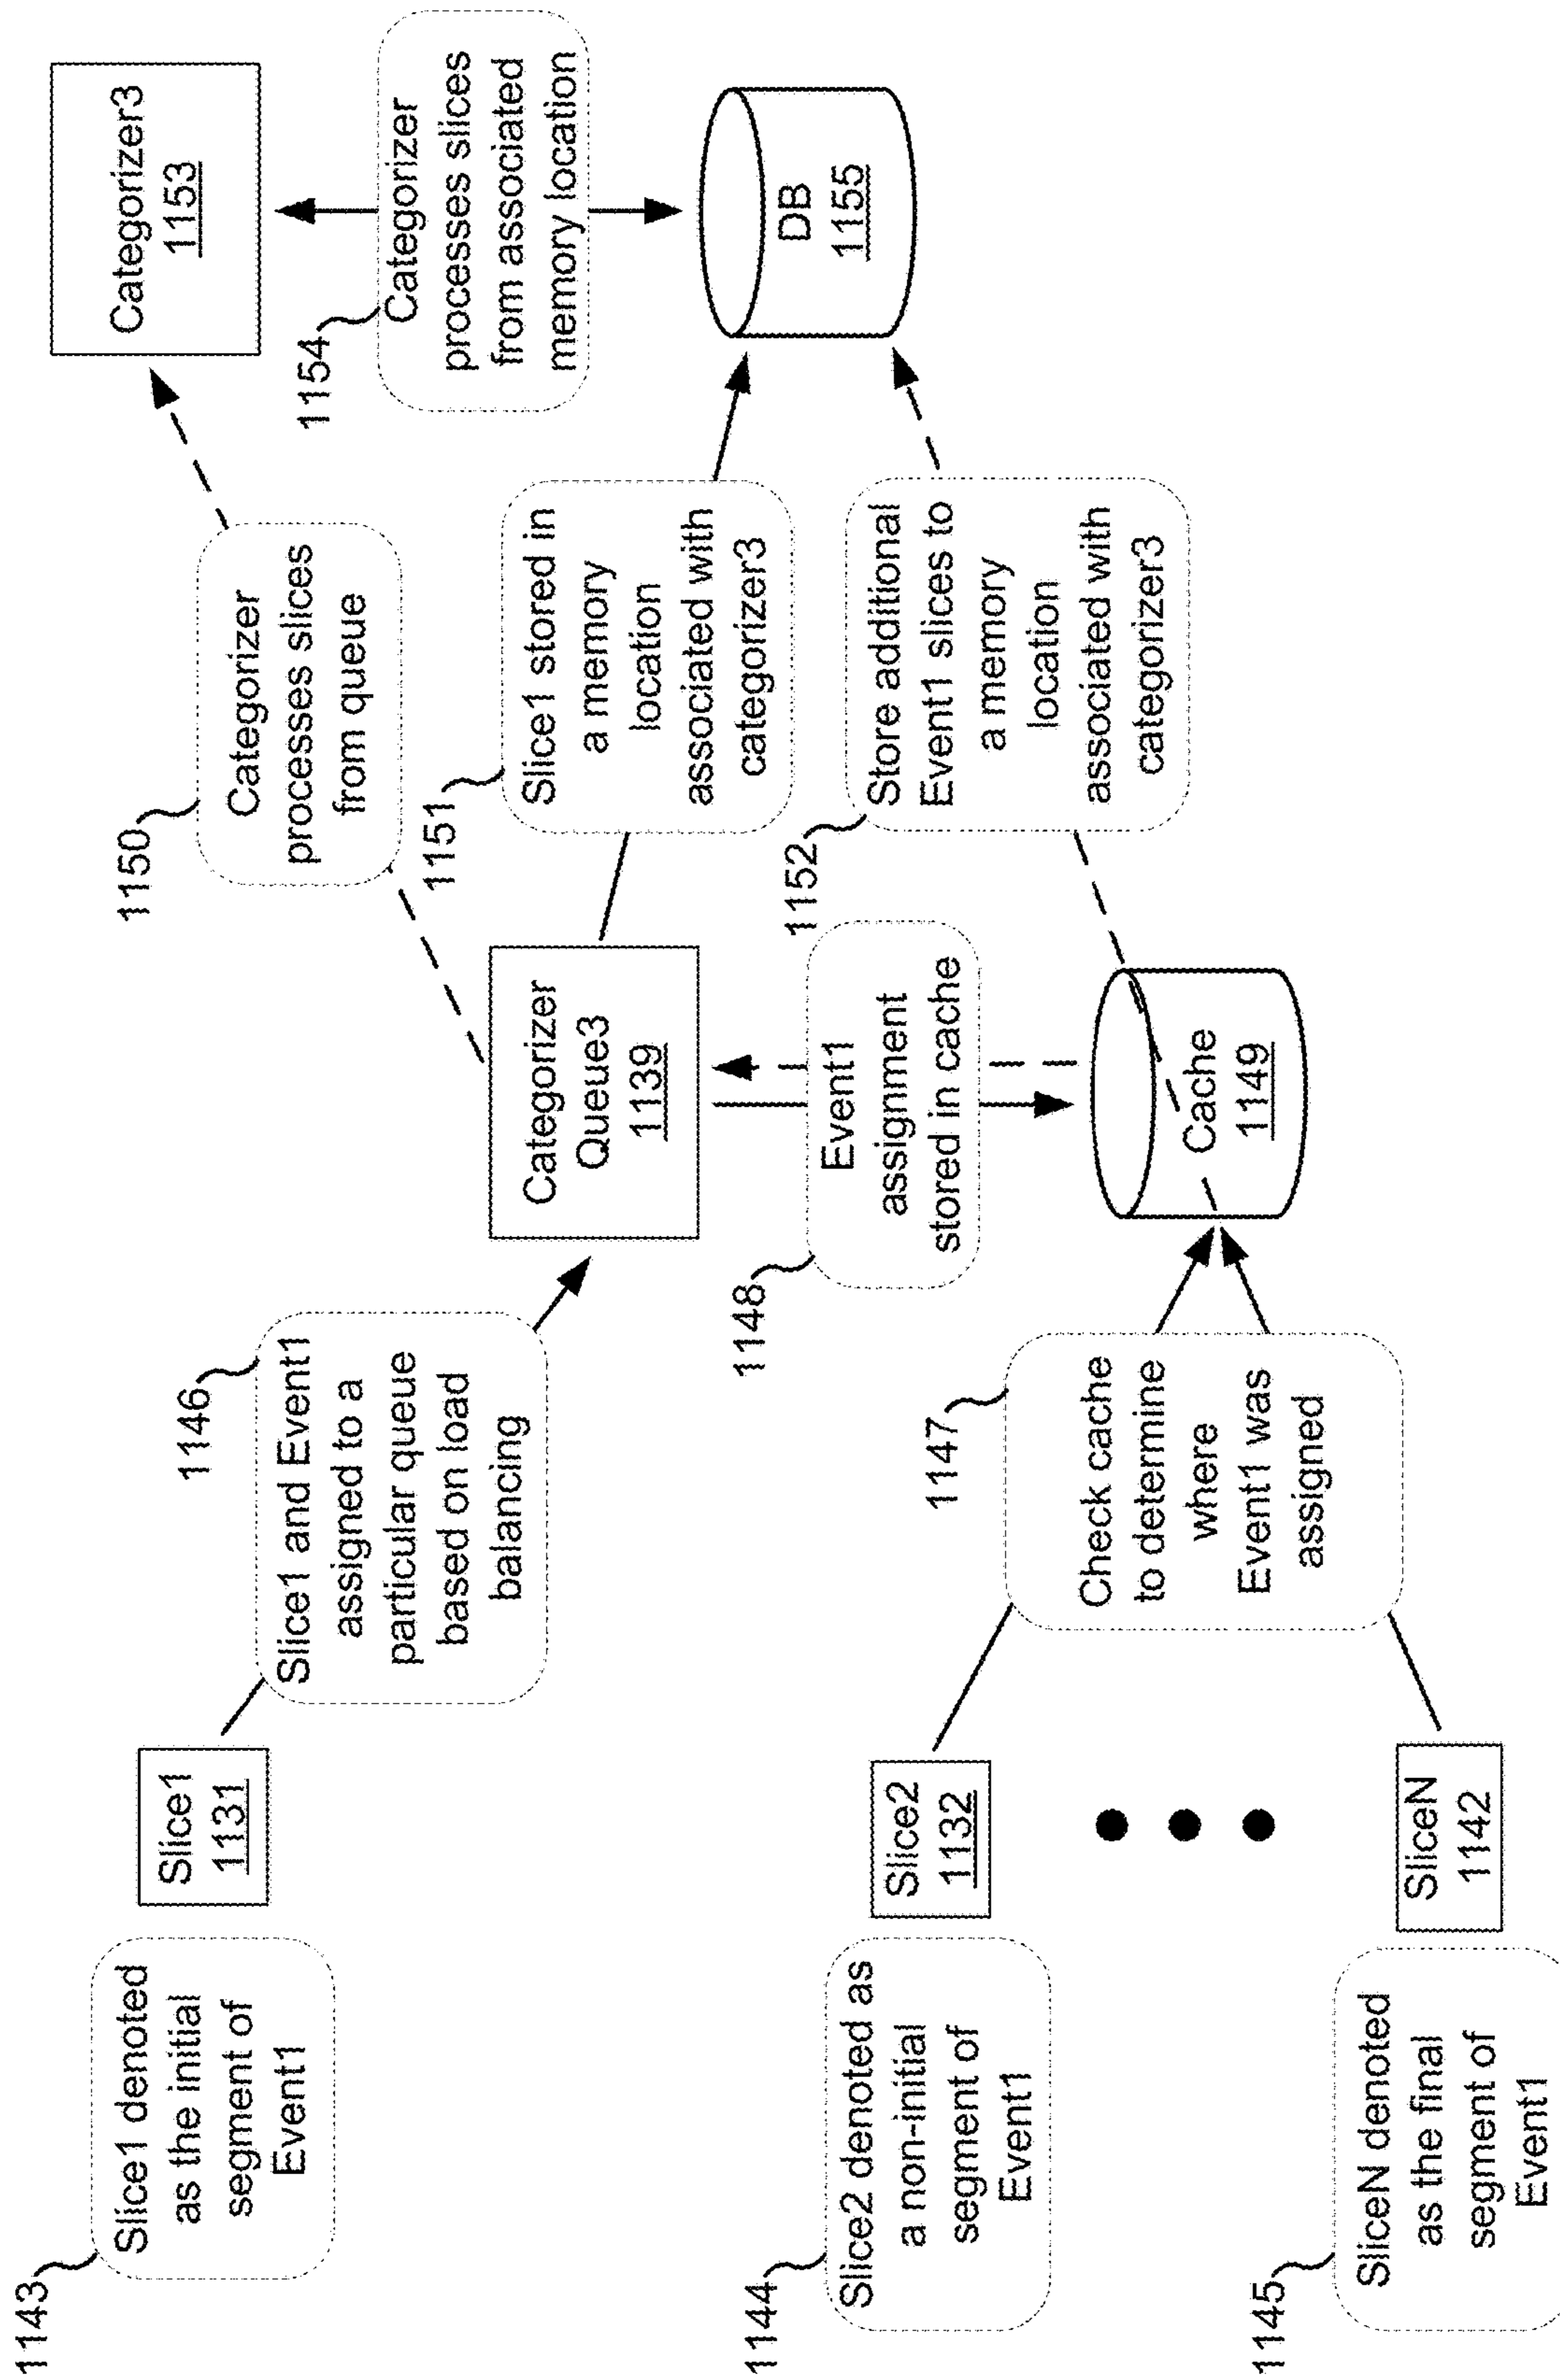 1143
Slice1 denoted
as the initial
segment of
Event1
Slice1
1131
1146
Slice1 and Event1
assigned to a
particular queue
based on load
balancing
1144
Slice2 denoted as
a non-initial
segment of
Event1
Slice2
1132
1145
SliceN denoted
as the final
segment of
Event1
SliceN
1142
1147
Check cache
to determine
where
Event1 was
assigned
Categorizer
Queue3
1139
1148
Event1
assignment
stored in cache
Cache
1149
1150
Categorizer
processes slices
from queue
1151
Slice1 stored in
a memory
location
associated with
categorizer3
1152
Store additional
Event1 slices to
a memory
location
associated with
categorizer3
Categorizer3
1153
1154
Categorizer
processes slices
from associated
memory location
DB
1155